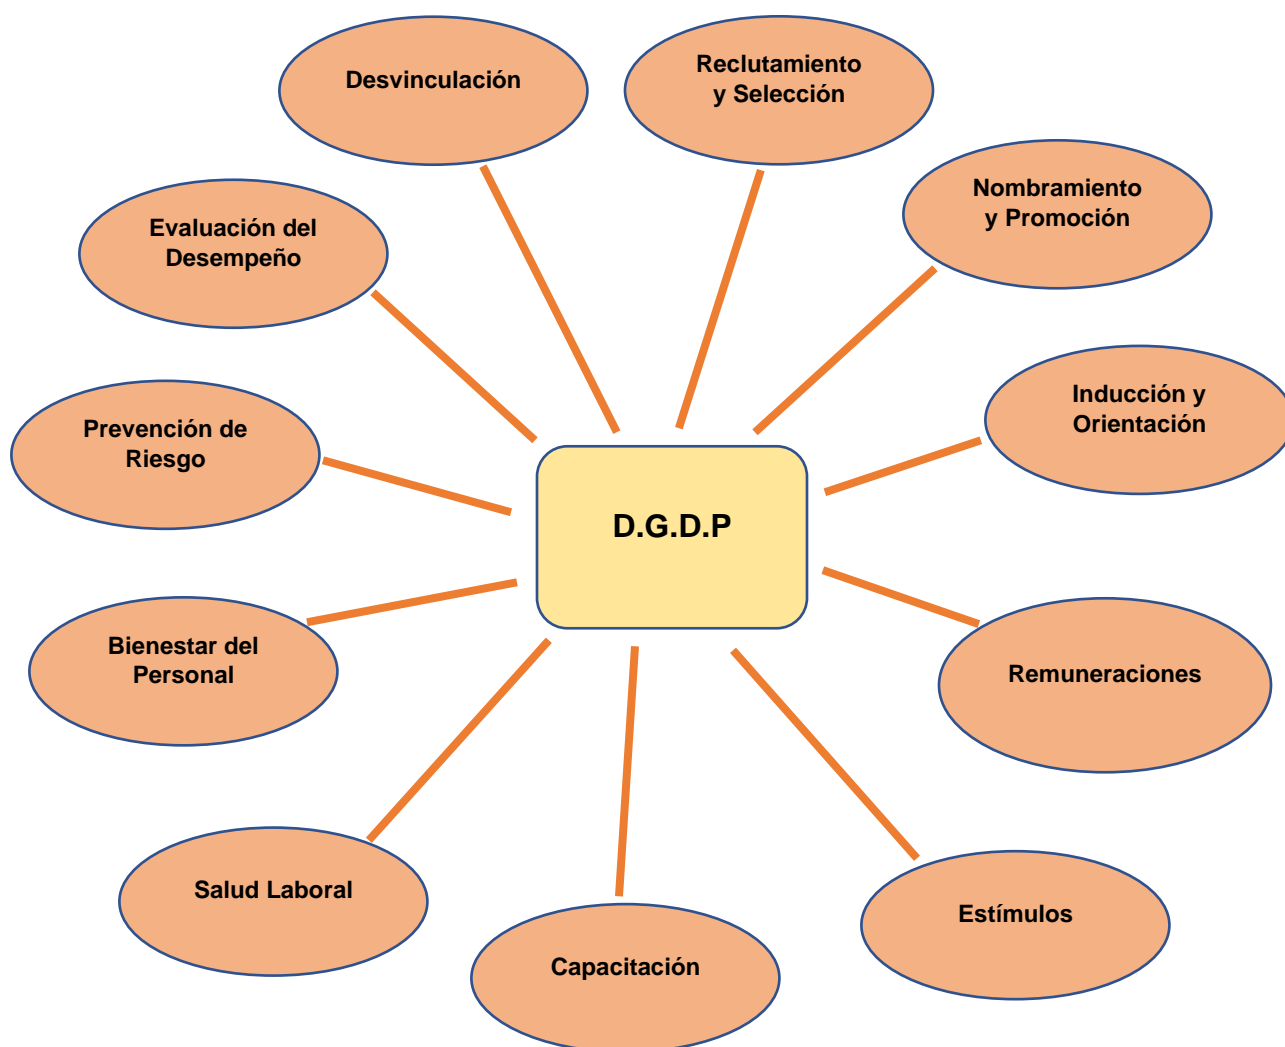 Desvinculación
Reclutamiento
y Selección
Nombramiento
y Promoción
Evaluación del
Desempeño
Inducción y
Orientación
Prevención de
Riesgo
D.G.D.P
Bienestar del
Personal
Remuneraciones
Salud Laboral
Estímulos
Capacitación